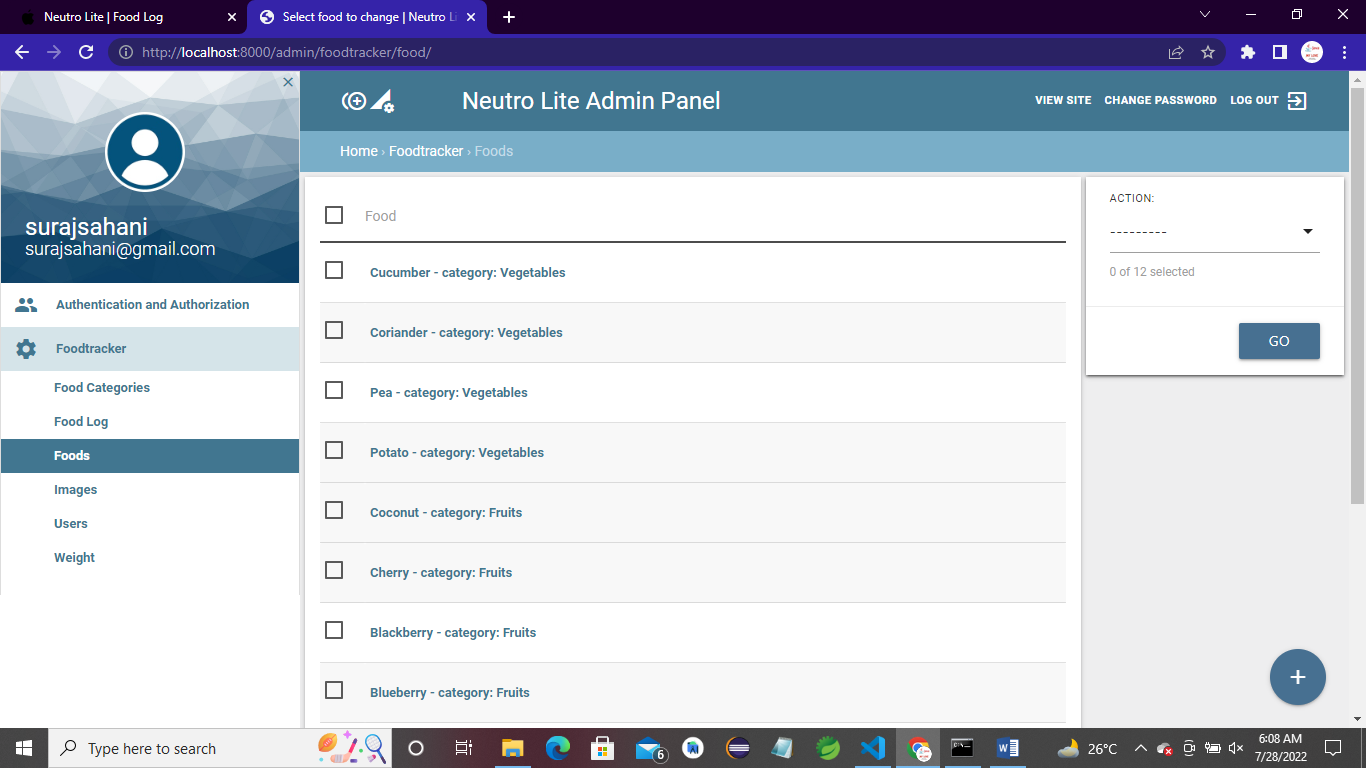 Neutro Lite | Food Log
Select food to change | Neutro Li
http://localhost:8000/admin/foodtracker/food/
surajsahani
surajsahani@gmail.com
Authentication and Authorization
Foodtracker
Food Categories
Food Log
Foods
Images
Users
Weight
Neutro Lite Admin Panel
VIEW SITE CHANGE PASSWORD LOG OUT
Home › Foodtracker › Foods
Food
Cucumber - category: Vegetables
Coriander - category: Vegetables
Pea - category: Vegetables
Potato - category: Vegetables
Coconut - category: Fruits
Cherry - category: Fruits
Blackberry - category: Fruits
Blueberry - category: Fruits
ACTION:
---------
0 of 12 selected
GO
Type here to search
6
26°C
6:08 AM
7/28/2022